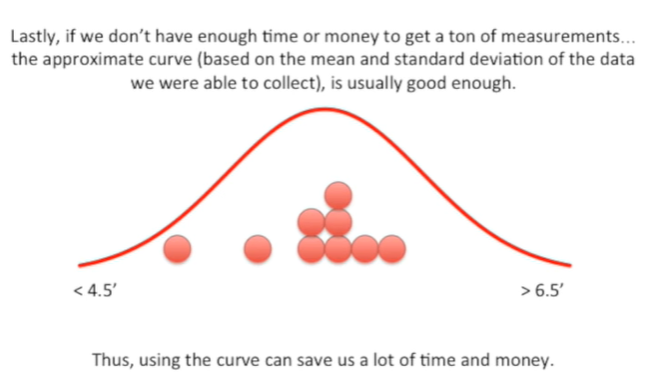 Lastly, if we don’t have enough time or money to get a ton of measurements…
the approximate curve (based on the mean and standard deviation of the data
we were able to collect), is usually good enough.
< 4.5’
> 6.5’
Thus, using the curve can save us a lot of time and money.